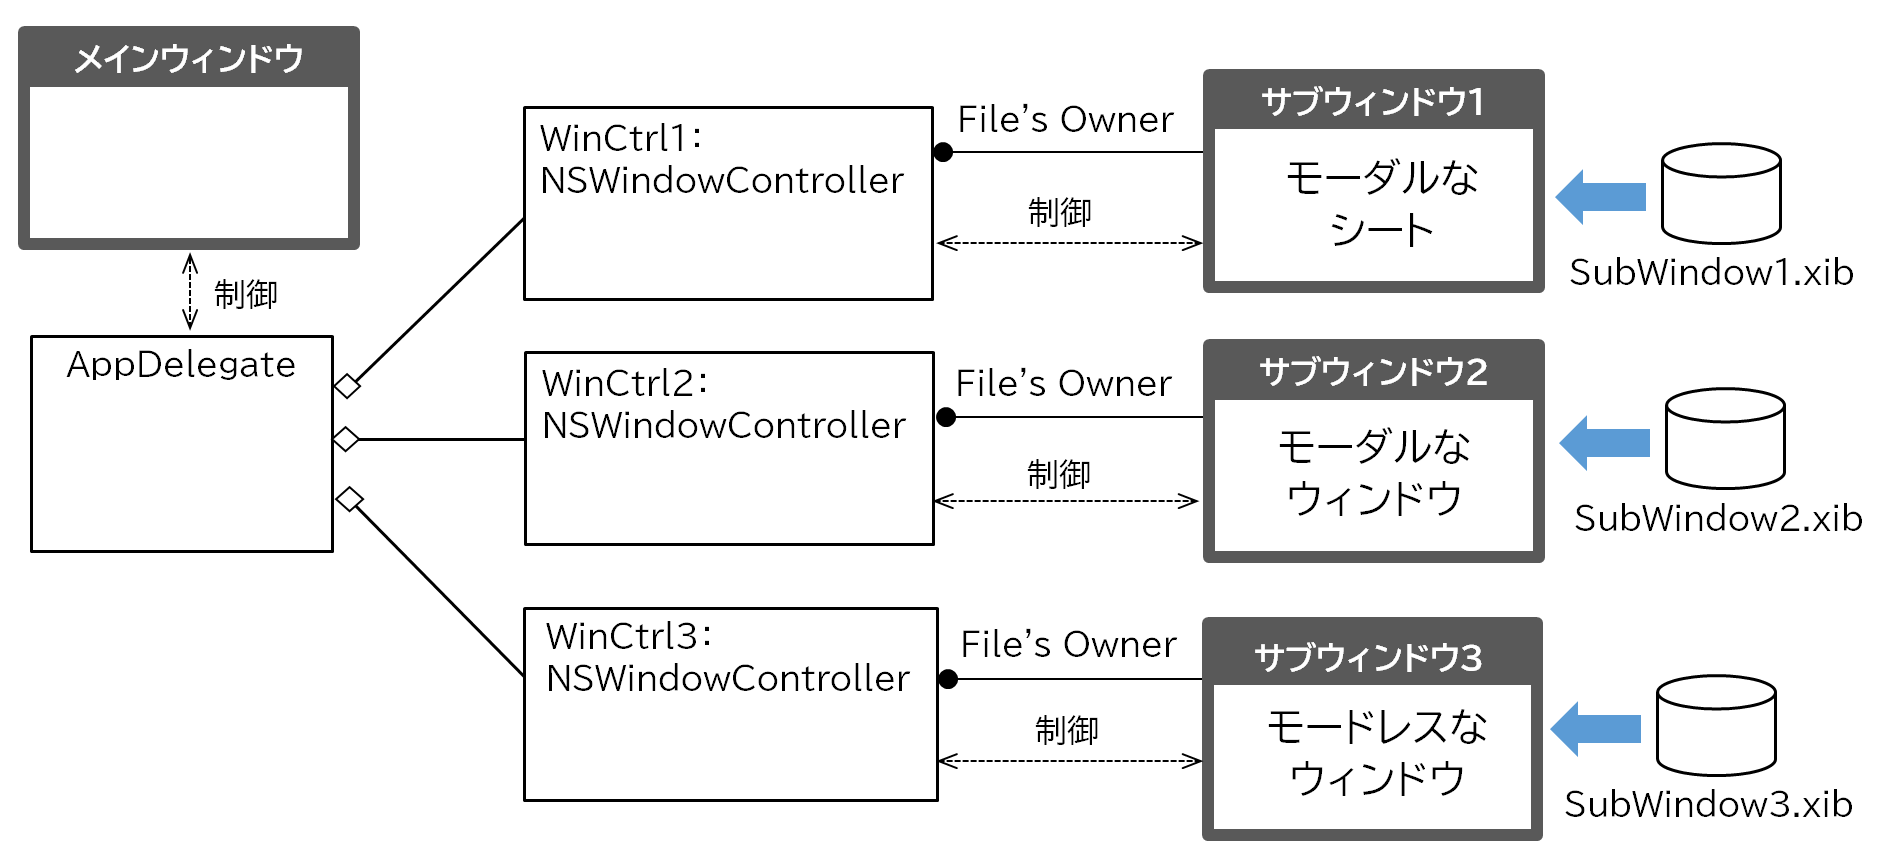 メインウィンドウ
制御
AppDelegate
WinCtrl1:
NSWindowController
File's Owner
制御
サブウィンドウ1
モーダルな
シート
SubWindow1.xib
WinCtrl2:
NSWindowController
File's Owner
制御
サブウィンドウ2
モーダルな
ウィンドウ
SubWindow2.xib
WinCtrl3:
NSWindowController
File's Owner
制御
サブウィンドウ3
モードレスな
ウィンドウ
SubWindow3.xib